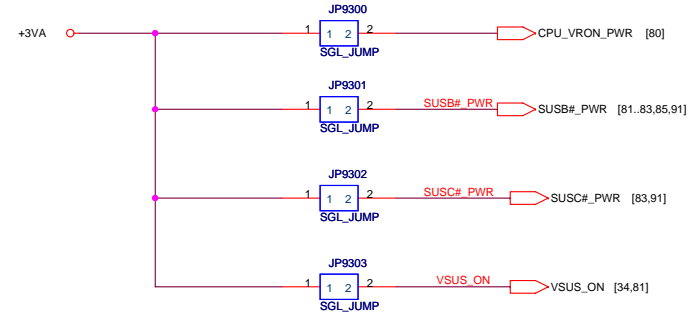 JP9300
+3VA
1 1 2 2
CPU_VRON_PWR [80]
SGL_JUMP
JP9301
1 1 2 2
SUSB#_PWR
SUSB#_PWR [81..83,85,91]
SGL_JUMP
JP9302
1 1 2 2
SUSC#_PWR
SUSC#_PWR [83,91]
SGL_JUMP
JP9303
1 1 2 2
VSUS_ON
VSUS_ON [34,81]
SGL_JUMP